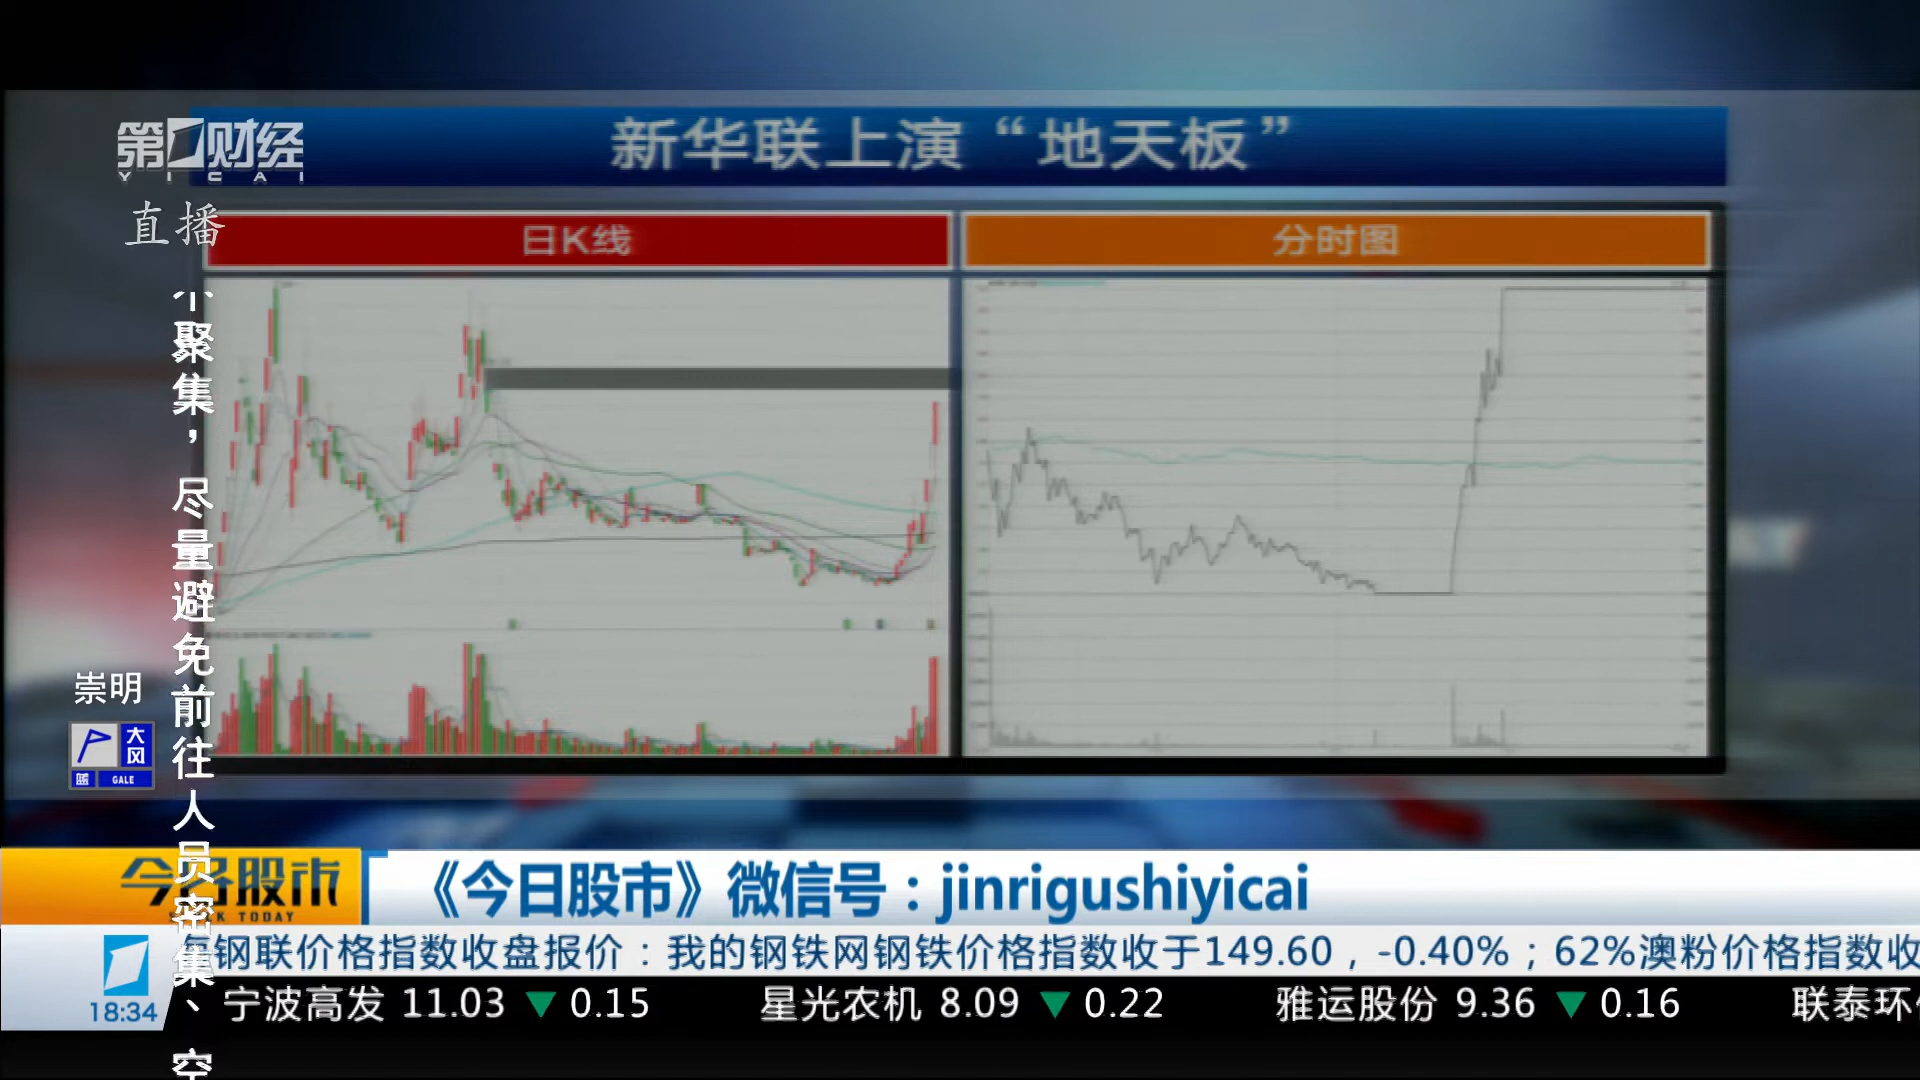 新华联上演“地天板”
第一财经
YICAI
直播
日K线
分时图
不聚集，尽量避免前往人员密集、空
崇明
大风
蓝 GALE
今日股市
TODAY
《今日股市》微信号：jinrigushiyicai
钢联价格指数收盘报价：我的钢铁网钢铁价格指数收于149.60，-0.40%；62%澳粉价格指数收
18:34
宁波高发 11.03 ▼ 0.15 星光农机 8.09 ▼ 0.22 雅运股份 9.36 ▼ 0.16 联泰环